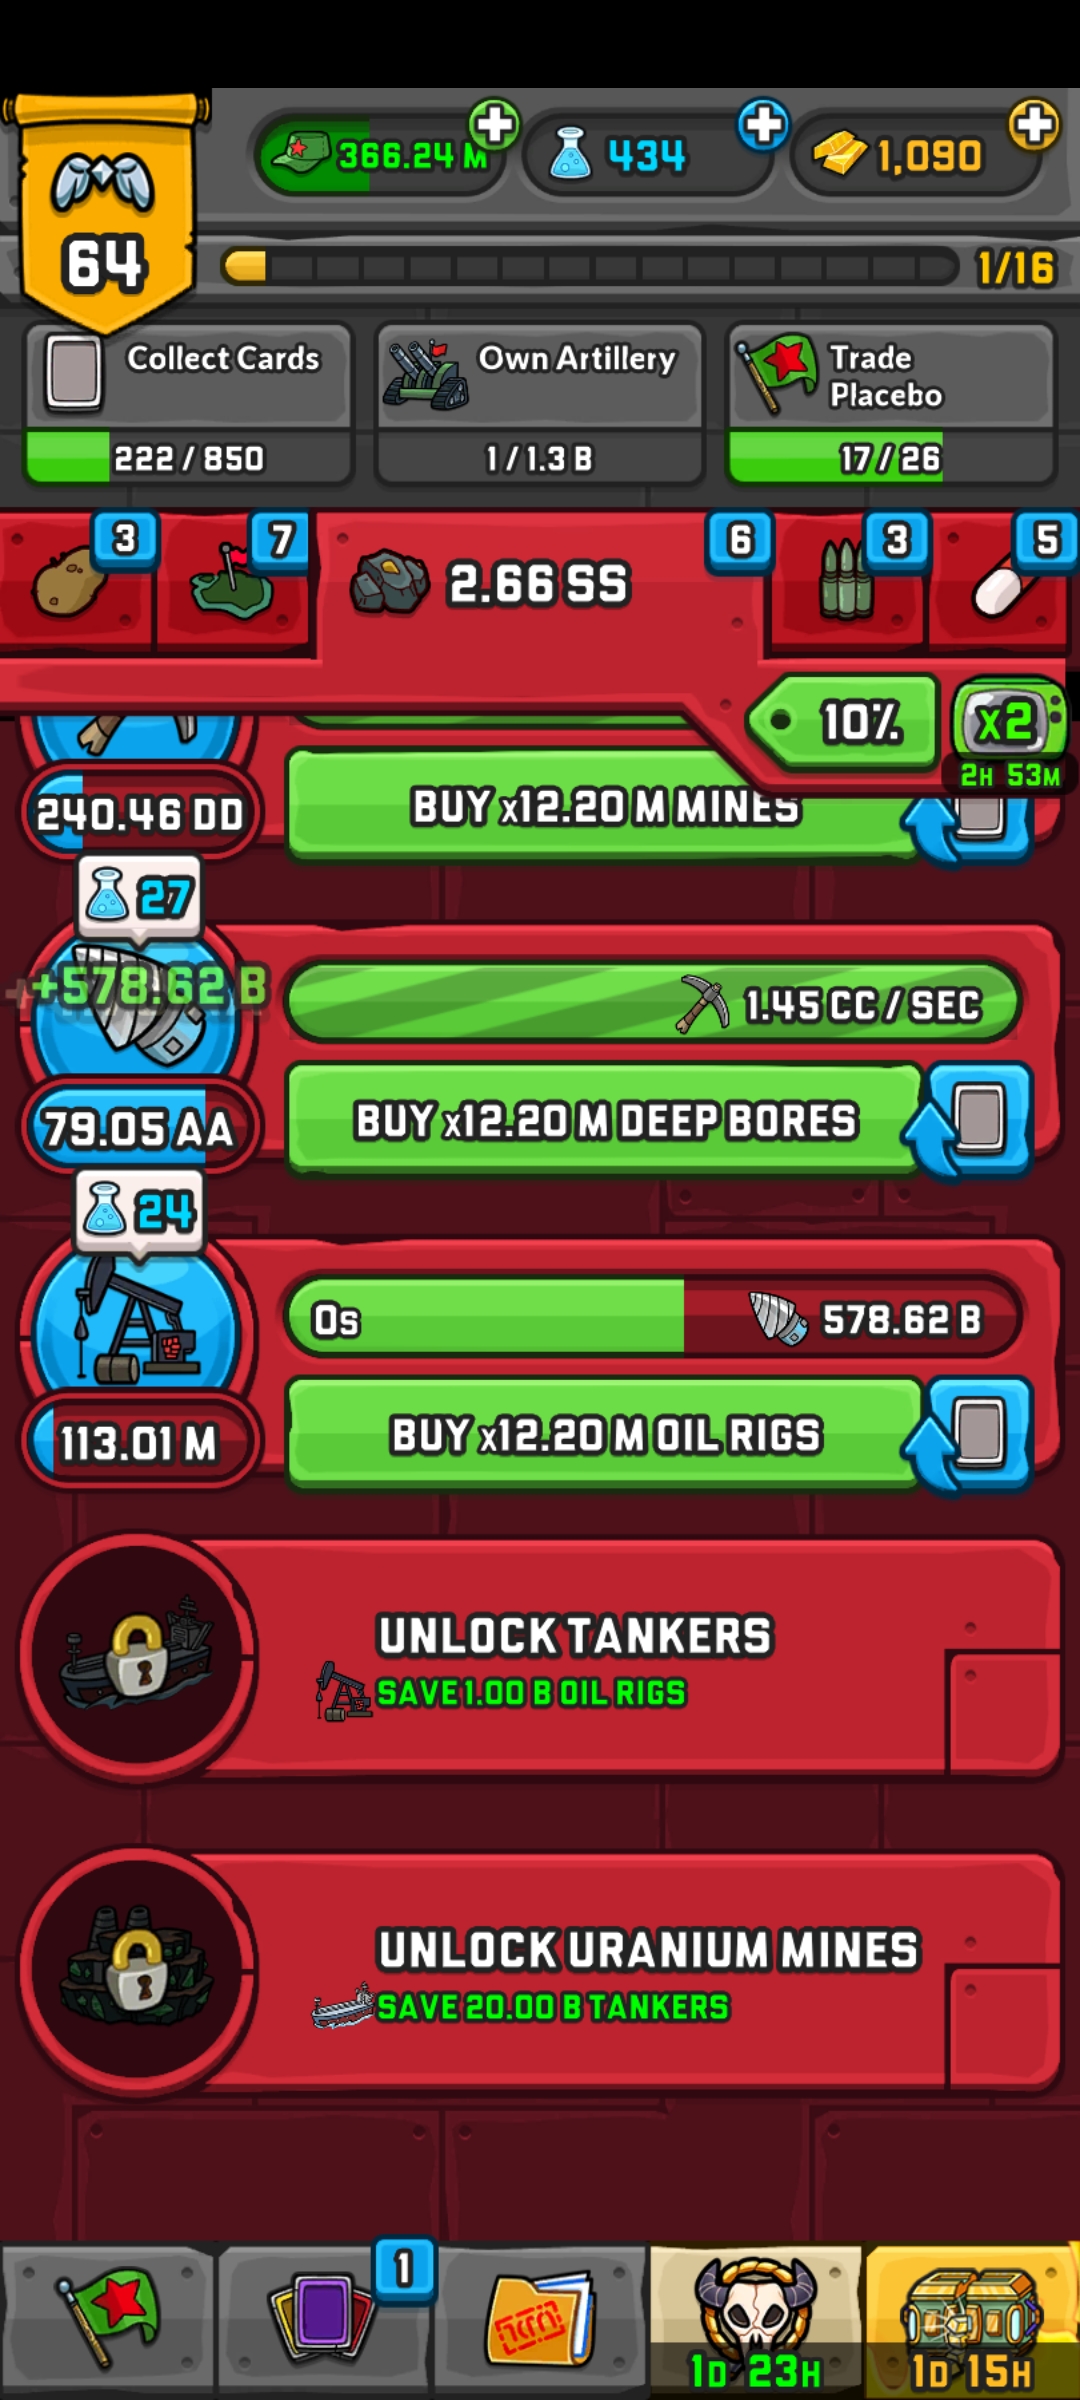 64
366.24 M
434
1,090
1/16
Collect Cards
222 / 850
Own Artillery
1 / 1.3 B
Trade
Placebo
17 / 26
3
7
2.66 SS
6
3
5
10%
X2
2H 53M
240.46 DD
BUY x12.20 M MINES
27
+578.62 B
1.45 CC / SEC
79.05 AA
BUY x12.20 M DEEP BORES
24
0s
578.62 B
113.01 M
BUY x12.20 M OIL RIGS
UNLOCK TANKERS
SAVE 1.00 B OIL RIGS
UNLOCK URANIUM MINES
SAVE 20.00 B TANKERS
1
1D 23H
1D 15H